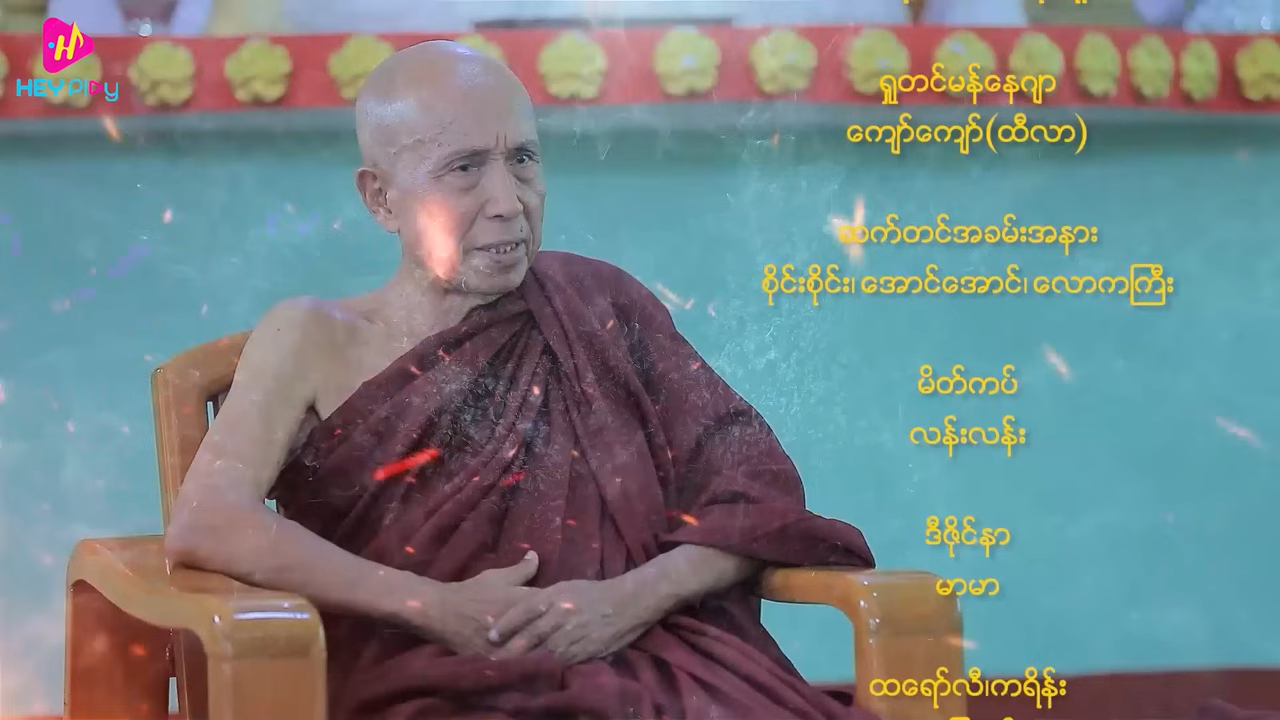 HEY Play
ရှုတင်မန်နေဂျာ
ကျော်ကျော်(ထီလာ)
ဆက်တင်အခမ်းအနား
စိုင်းစိုင်း၊ အောင်အောင်၊ လောကကြီး
မိတ်ကပ်
လန်းလန်း
ဒီဇိုင်နာ
မာမာ
ထရော်လီ၊ကရိန်း